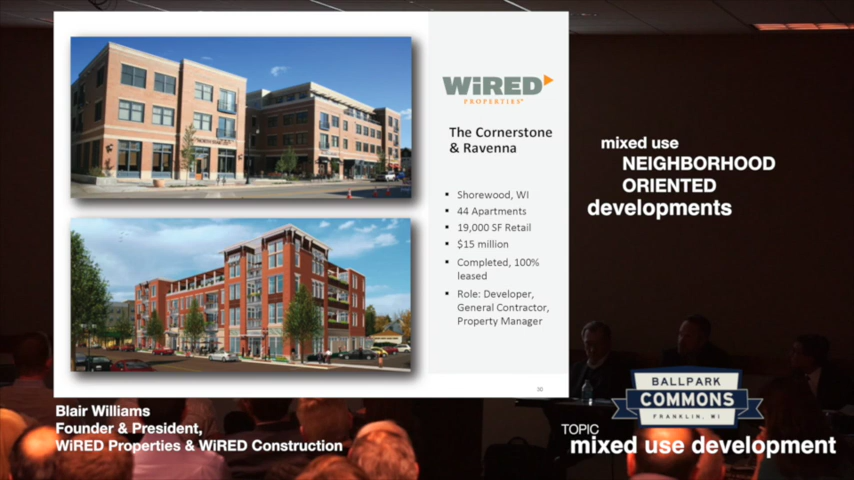 WiRED
PROPERTIES
The Cornerstone
& Ravenna
▪ Shorewood, WI
▪ 44 Apartments
▪ 19,000 SF Retail
▪ $15 million
▪ Completed, 100%
leased
▪ Role: Developer,
General Contractor,
Property Manager
mixed use
NEIGHBORHOOD
ORIENTED
developments
BALLPARK
COMMONS
FRANKLIN, WI
Blair Williams
Founder & President,
WiRED Properties & WiRED Construction
TOPIC
mixed use development